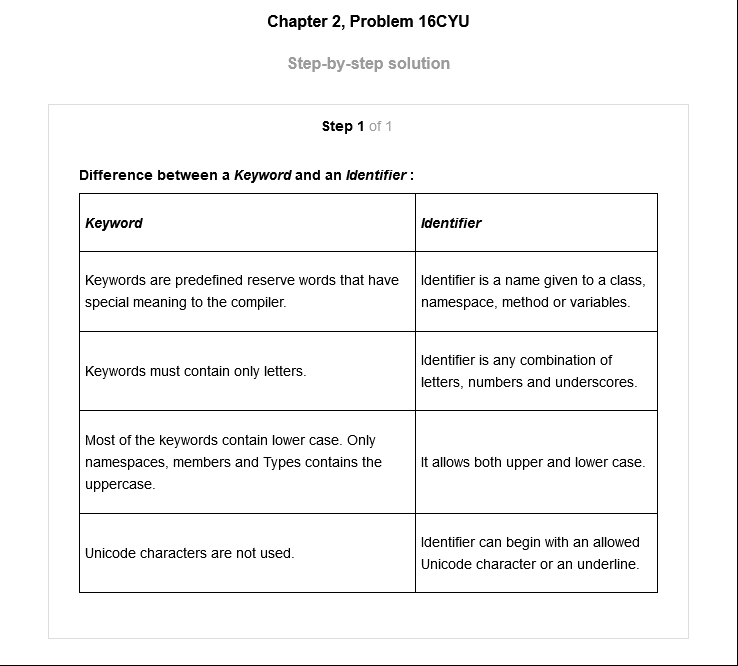 Chapter 2, Problem 16CYU
Step-by-step solution
Step 1 of 1
Difference between a Keyword and an Identifier :
Keyword
Identifier
Keywords are predefined reserve words that have
special meaning to the compiler.
Identifier is a name given to a class,
namespace, method or variables.
Keywords must contain only letters.
Identifier is any combination of
letters, numbers and underscores.
Most of the keywords contain lower case. Only
namespaces, members and Types contains the
uppercase.
It allows both upper and lower case.
Unicode characters are not used.
Identifier can begin with an allowed
Unicode character or an underline.